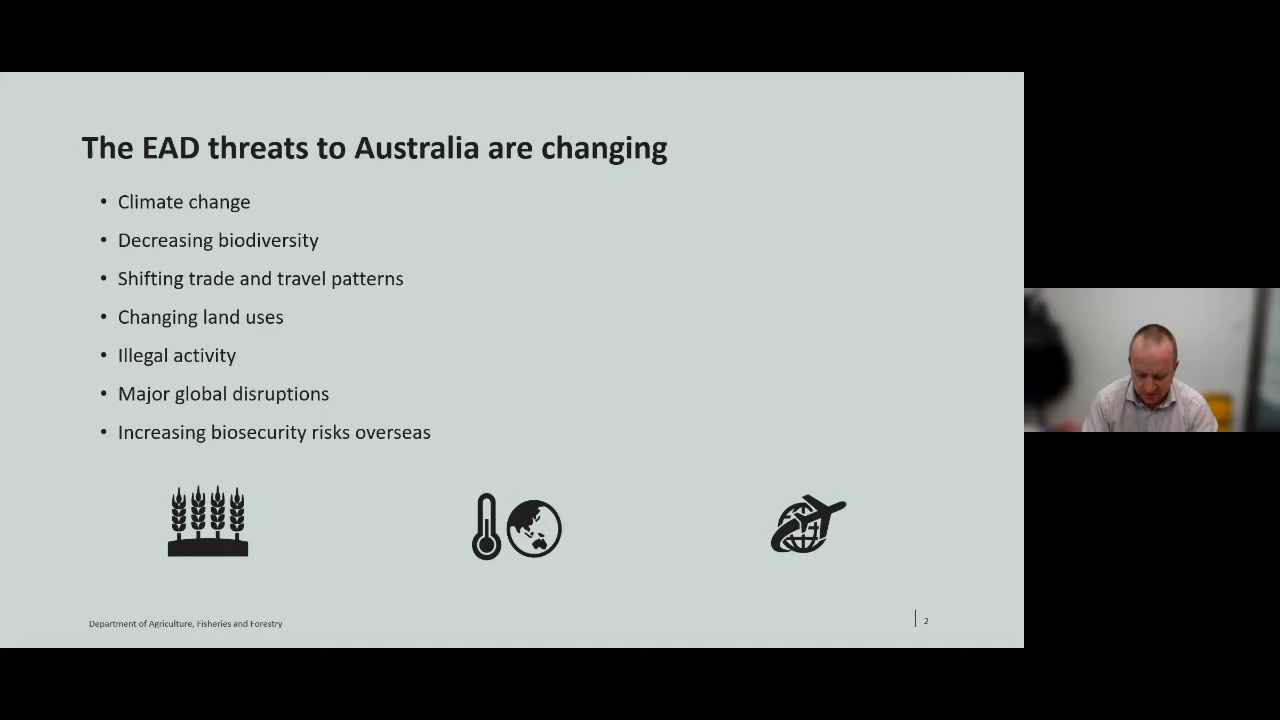 The EAD threats to Australia are changing
• Climate change
• Decreasing biodiversity
• Shifting trade and travel patterns
• Changing land uses
• Illegal activity
• Major global disruptions
• Increasing biosecurity risks overseas
Department of Agriculture, Fisheries and Forestry
2